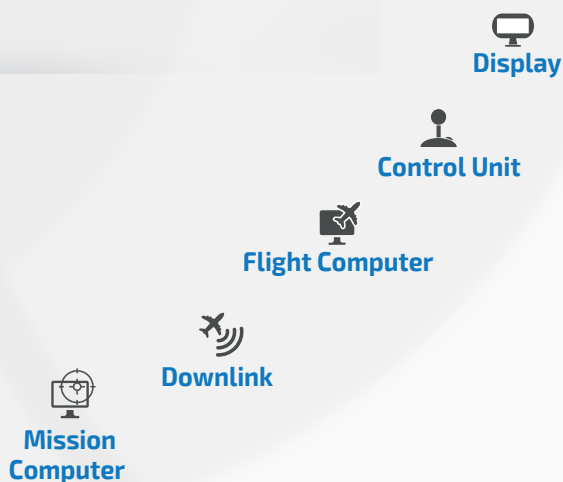 Display
Control Unit
Flight Computer
Downlink
Mission
Computer